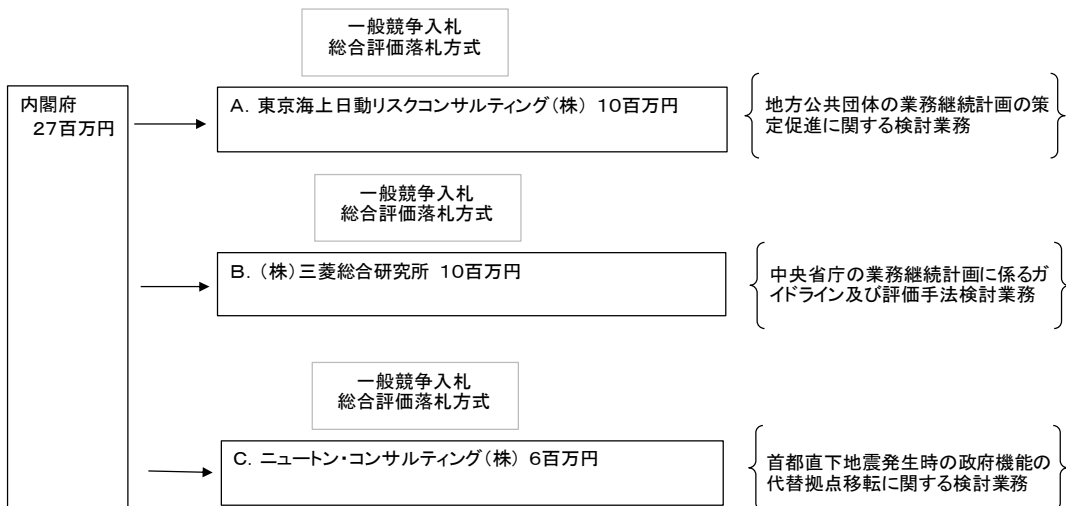 一般競争入札
総合評価落札方式
内閣府
27百万円
A. 東京海上日動リスクコンサルティング(株) 10百万円
地方公共団体の業務継続計画の策
定促進に関する検討業務
一般競争入札
総合評価落札方式
B. (株)三菱総合研究所 10百万円
中央省庁の業務継続計画に係るガ
イドライン及び評価手法検討業務
一般競争入札
総合評価落札方式
C. ニュートン・コンサルティング(株) 6百万円
首都直下地震発生時の政府機能の
代替拠点移転に関する検討業務